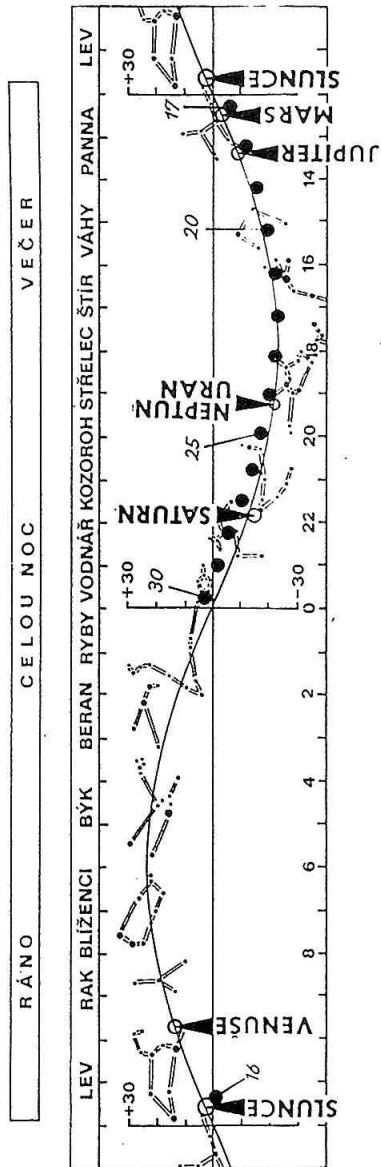 RÁNO CELOU NOC VEČER
LEV RAK BLÍŽENCI BÝK BERAN RYBY VODNÁŘ KOZOROH STŘELEC ŠTÍR VÁHY PANNA LEV
+30 +30 +30
16 30 25 20 17
SLUNCE VENUŠE SATURN NEPTUN URAN JUPITER MARS SLUNCE
-30
8 6 4 2 0 22 20 18 16 14